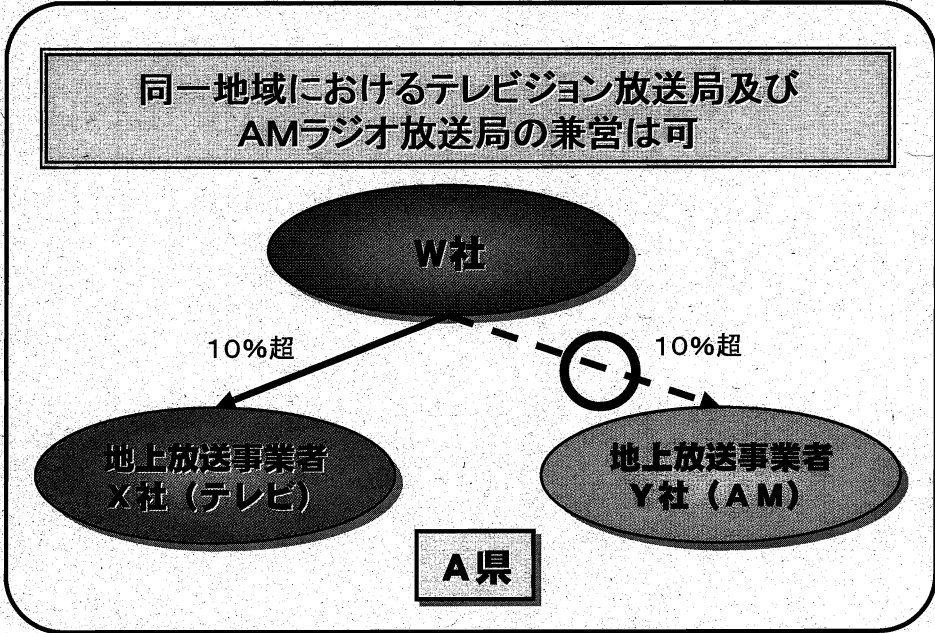 同一地域におけるテレビジョン放送局及び
AMラジオ放送局の兼営は可
W社
10%超
10%超
地上放送事業者
X社（テレビ）
地上放送事業者
Y社（AM）
A県